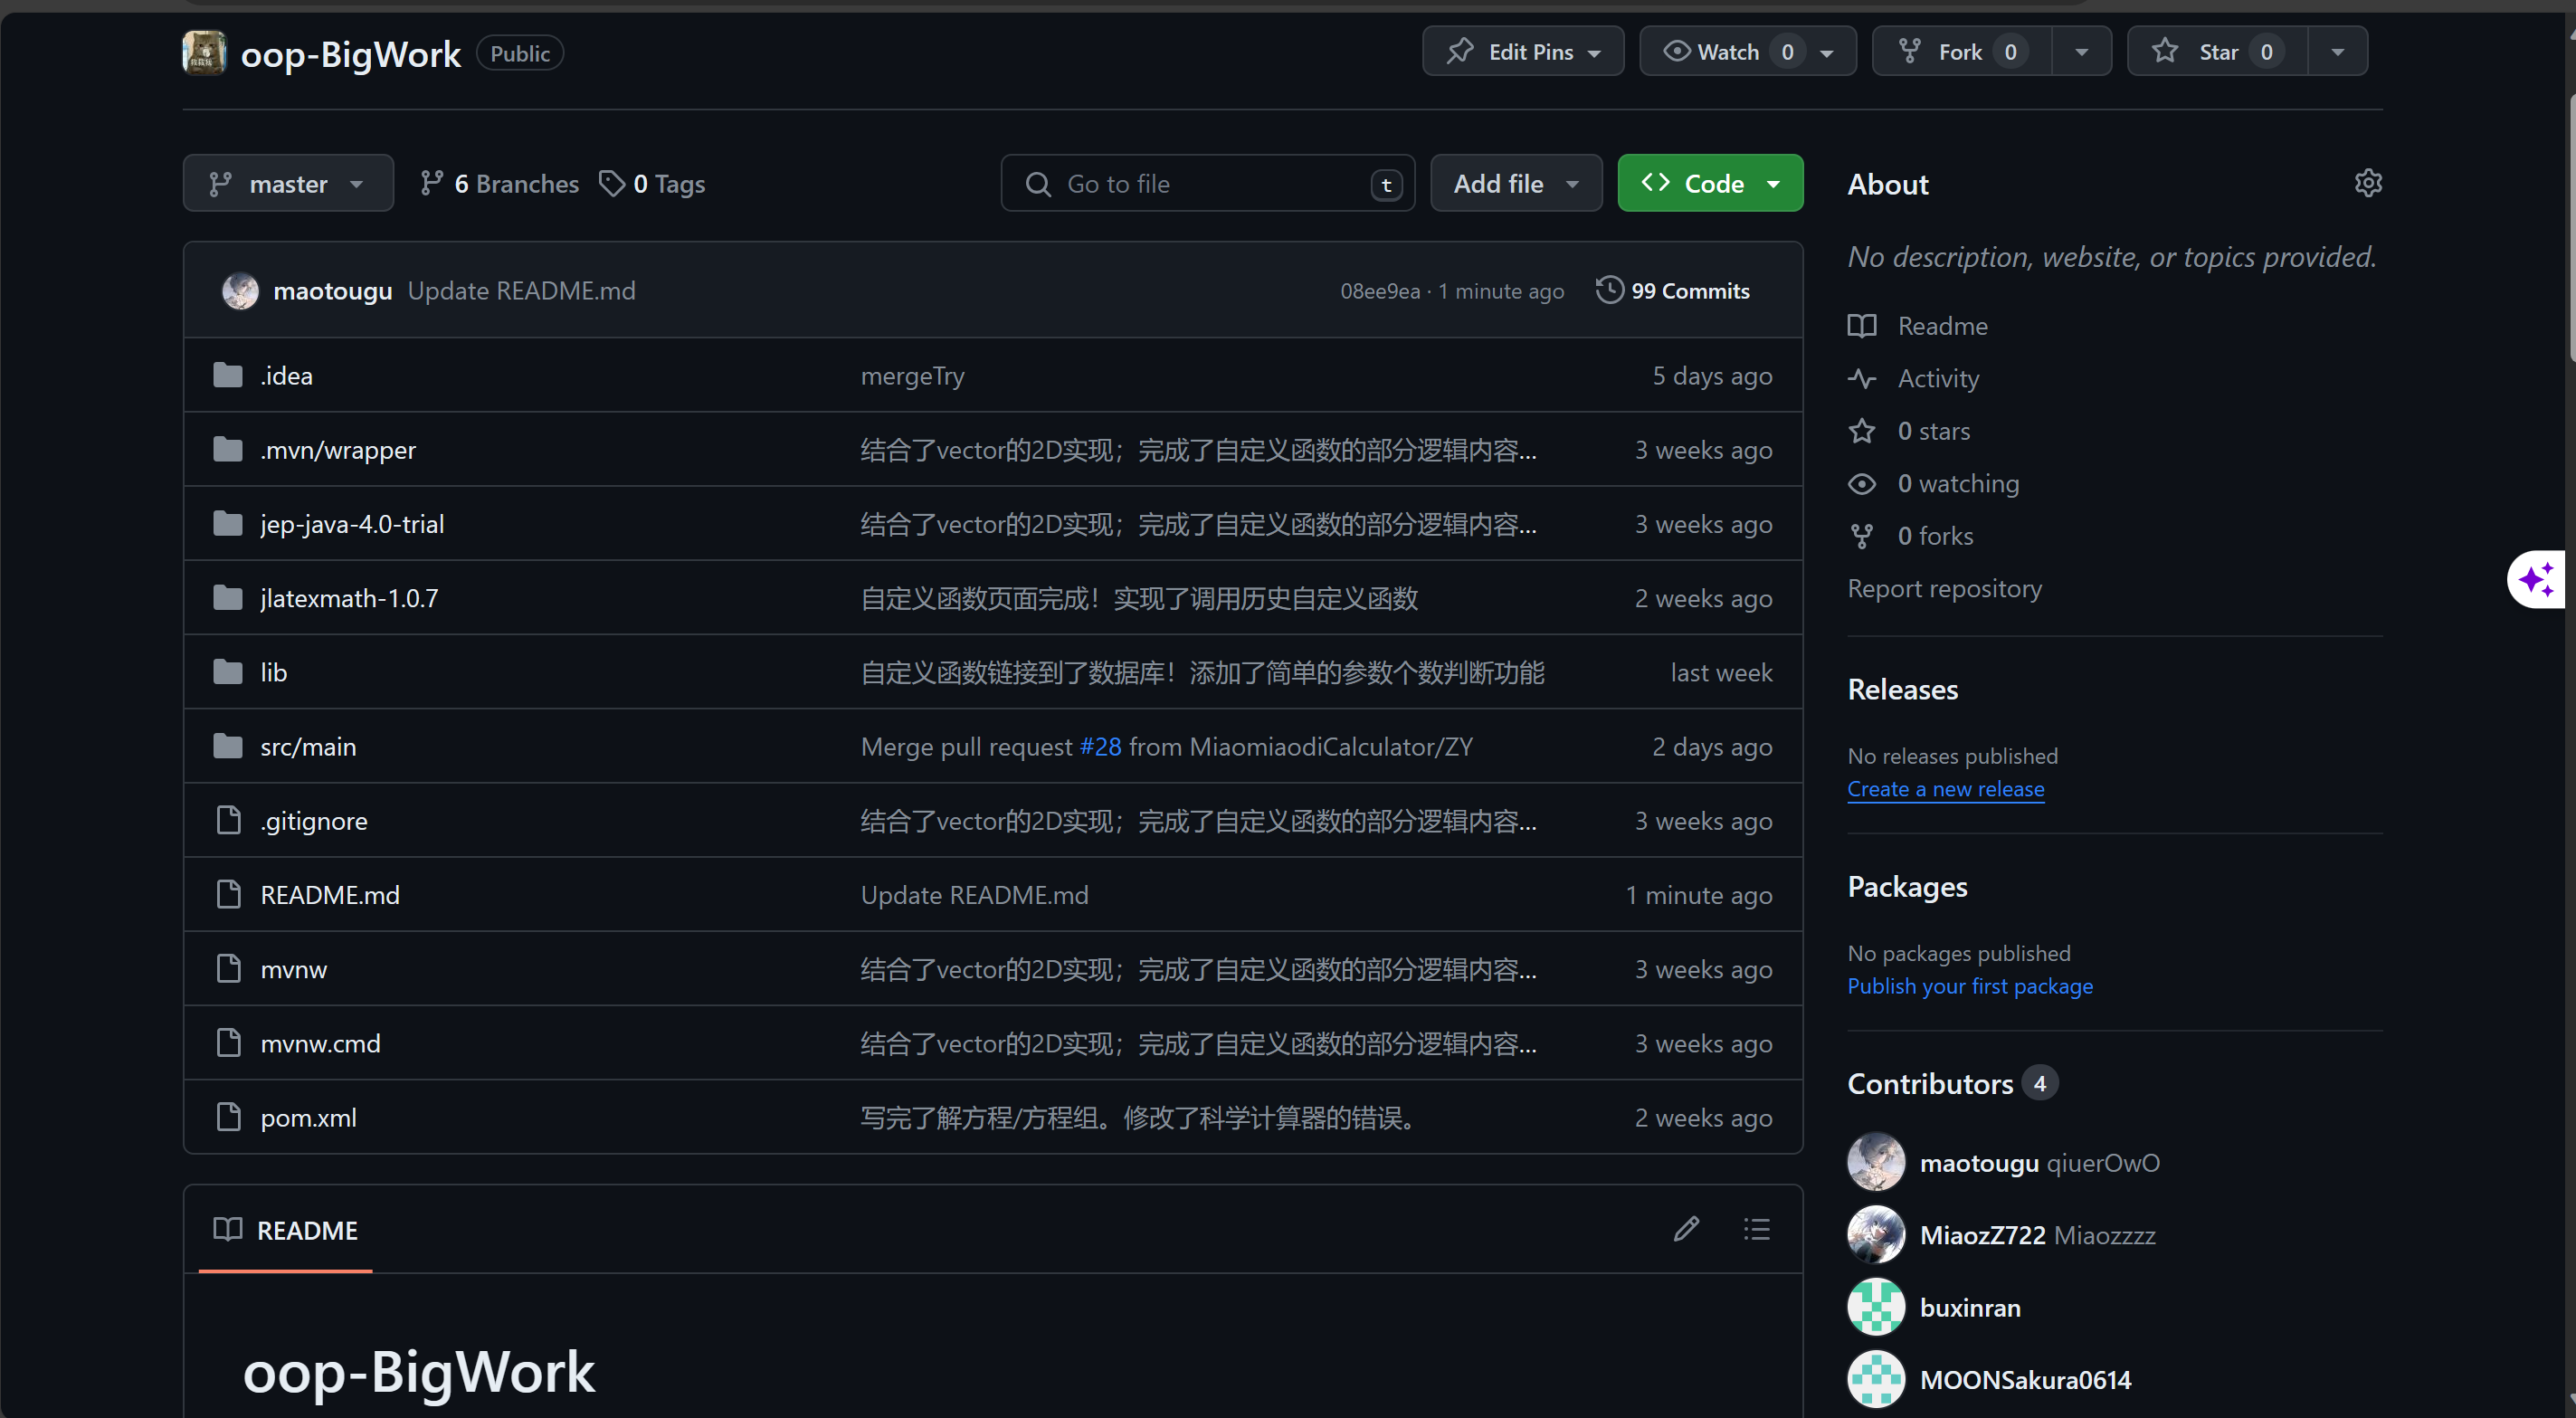 oop-BigWork Public Edit Pins Watch 0 Fork 0 Star 0
master 6 Branches 0 Tags Go to file t Add file Code
maotougu Update README.md 08ee9ea · 1 minute ago 99 Commits
.idea mergeTry 5 days ago
.mvn/wrapper 结合了vector的2D实现；完成了自定义函数的部分逻辑内容... 3 weeks ago
jep-java-4.0-trial 结合了vector的2D实现；完成了自定义函数的部分逻辑内容... 3 weeks ago
jlatexmath-1.0.7 自定义函数页面完成！实现了调用历史自定义函数 2 weeks ago
lib 自定义函数链接到了数据库！添加了简单的参数个数判断功能 last week
src/main Merge pull request #28 from MiaomiaodiCalculator/ZY 2 days ago
.gitignore 结合了vector的2D实现；完成了自定义函数的部分逻辑内容... 3 weeks ago
README.md Update README.md 1 minute ago
mvnw 结合了vector的2D实现；完成了自定义函数的部分逻辑内容... 3 weeks ago
mvnw.cmd 结合了vector的2D实现；完成了自定义函数的部分逻辑内容... 3 weeks ago
pom.xml 写完了解方程/方程组。修改了科学计算器的错误。 2 weeks ago
README
oop-BigWork
About
No description, website, or topics provided.
Readme
Activity
0 stars
0 watching
0 forks
Report repository
Releases
No releases published
Create a new release
Packages
No packages published
Publish your first package
Contributors 4
maotougu qiuerOwO
MiaozZ722 Miaozzzz
buxinran
MOONSakura0614